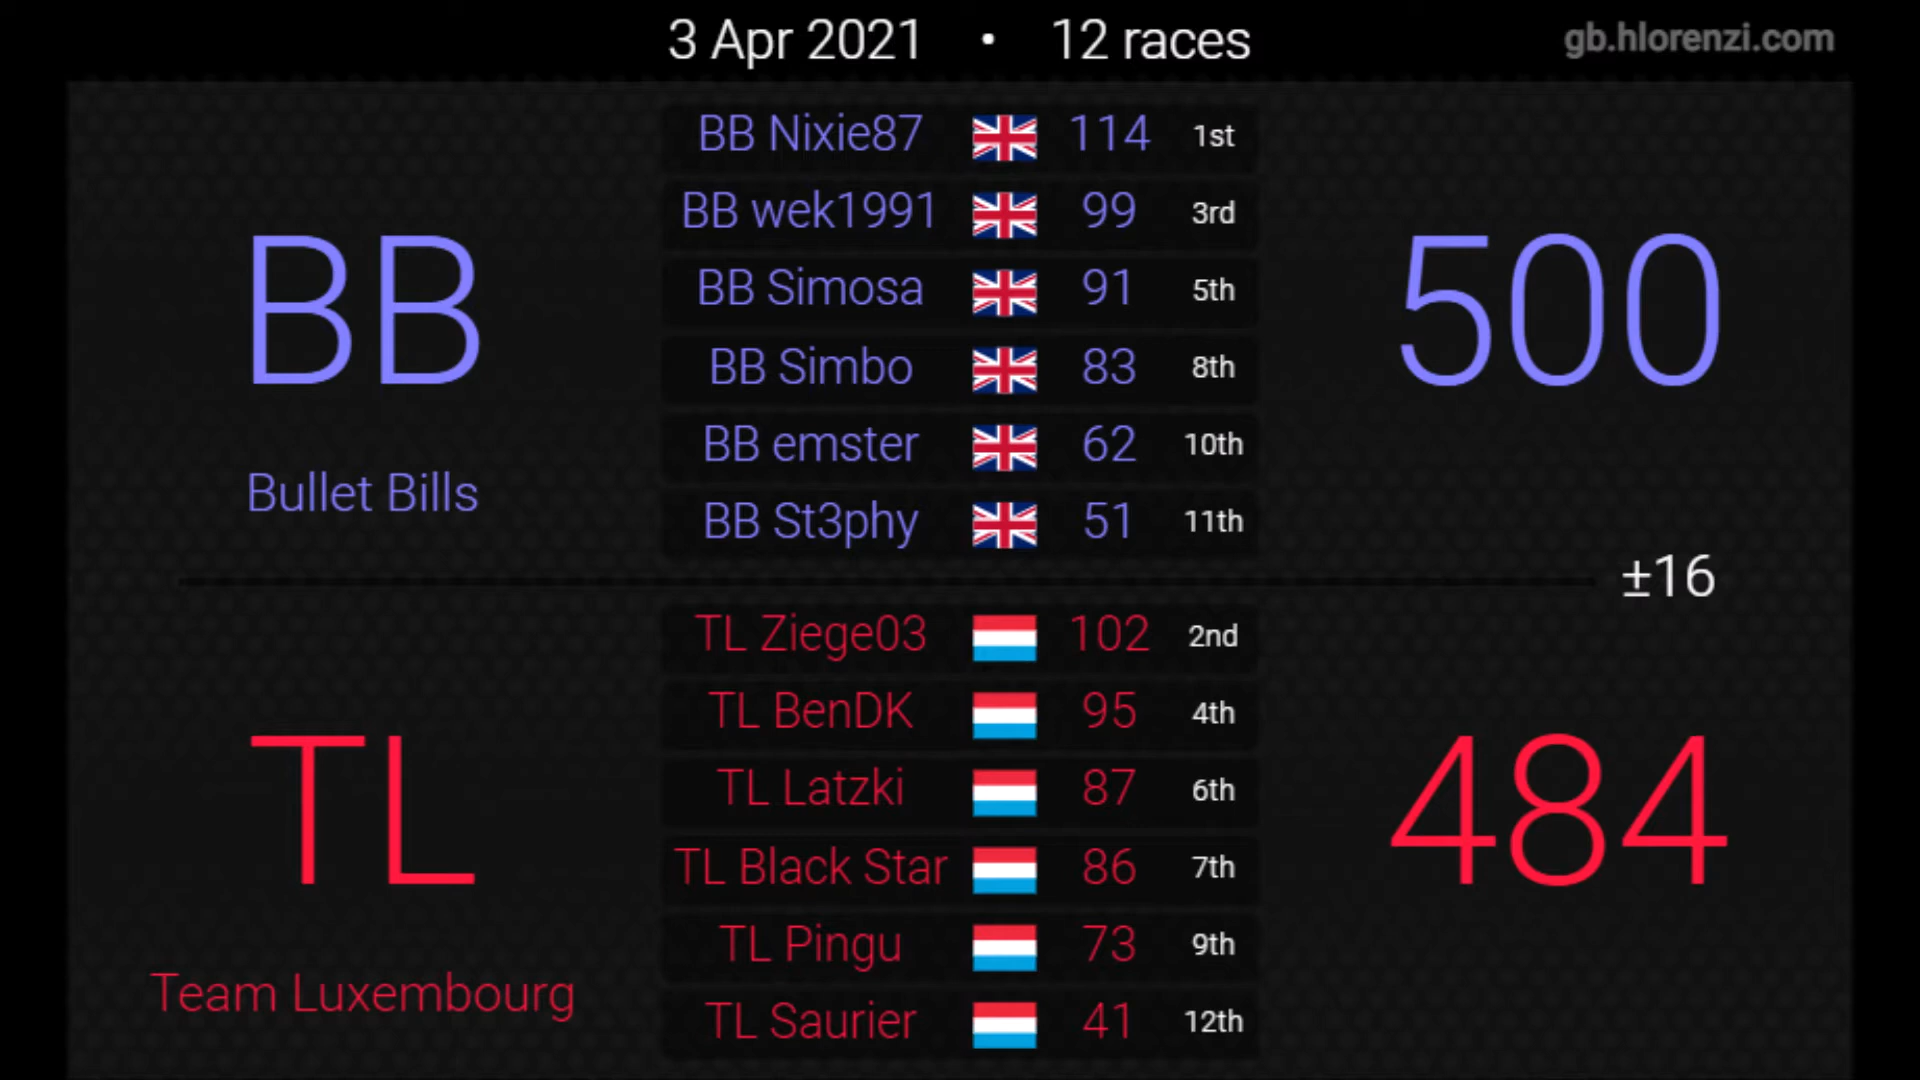 3 Apr 2021 • 12 races
gb.hlorenzi.com
BB
Bullet Bills
BB Nixie87 114 1st
BB wek1991 99 3rd
BB Simosa 91 5th
BB Simbo 83 8th
BB emster 62 10th
BB St3phy 51 11th
500
±16
TL
Team Luxembourg
TL Ziege03 102 2nd
TL BenDK 95 4th
TL Latzki 87 6th
TL Black Star 86 7th
TL Pingu 73 9th
TL Saurier 41 12th
484